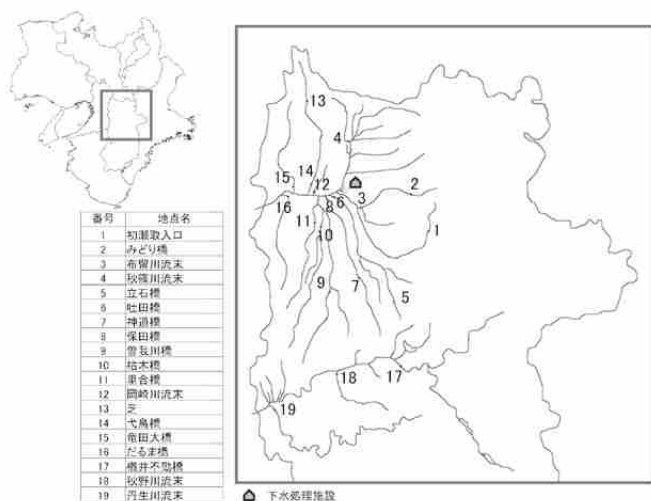 番号 地点名
1 初瀬取入口
2 みどり橋
3 布留川流末
4 秋篠川流末
5 立石橋
6 吐田橋
7 神道橋
8 保田橋
9 曽我川橋
10 枯木橋
11 里合橋
12 岡崎川流末
13 芝
14 弋鳥橋
15 竜田大橋
16 だるま橋
17 楢井不動橋
18 秋野川流末
19 丹生川流末
13
4
14
12
15
2
16
6
3
8
11
10
1
9
7
5
18
17
19
下水処理施設